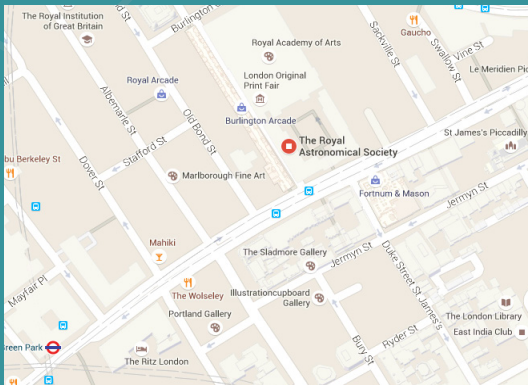 The Royal Institution
of Great Britain
Burlington
Royal Academy of Arts
Sackville St
Gaucho
Swallow St
Vine St
Le Meridien Pic
Royal Arcade
London Original
Print Fair
Albemarle St
Old Bond St
Burlington Arcade
The Royal
Astronomical Society
St James's Piccadilly
Stafford St
bu Berkeley St
Dover St
Marlborough Fine Art
Fortnum & Mason
Jermyn St
Mahiki
The Sladmore Gallery
Jermyn St
Duke Street St James's
Mayfair Pl
The Wolseley
Illustrationcupboard
Gallery
Portland Gallery
The London Library
East India Club
Ryder St
Bury St
Green Park
The Ritz London